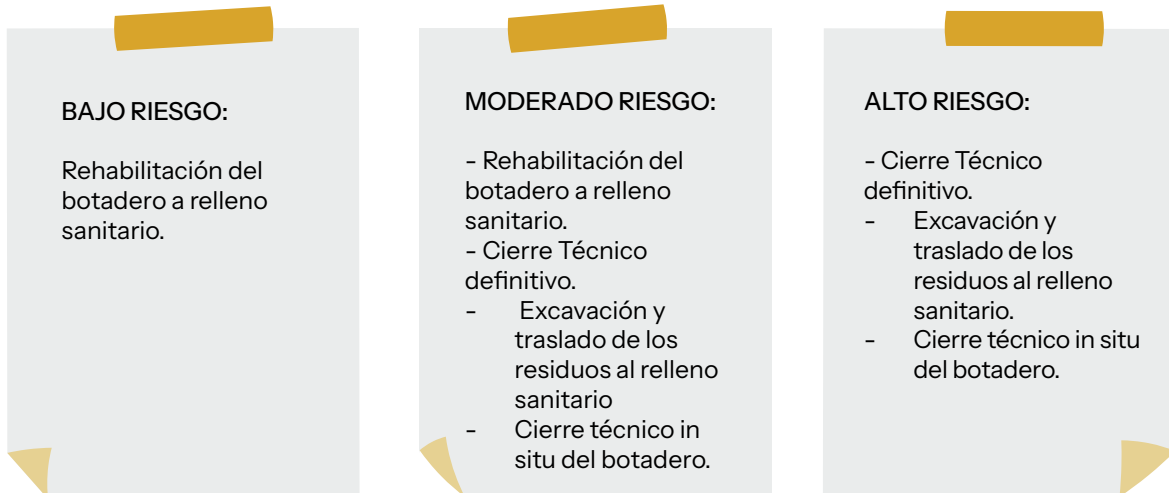 BAJO RIESGO:
Rehabilitación del
botadero a relleno
sanitario.
MODERADO RIESGO:
- Rehabilitación del
botadero a relleno
sanitario.
- Cierre Técnico
definitivo.
- Excavación y
traslado de los
residuos al relleno
sanitario
- Cierre técnico in
situ del botadero.
ALTO RIESGO:
- Cierre Técnico
definitivo.
- Excavación y
traslado de los
residuos al relleno
sanitario.
- Cierre técnico in situ
del botadero.